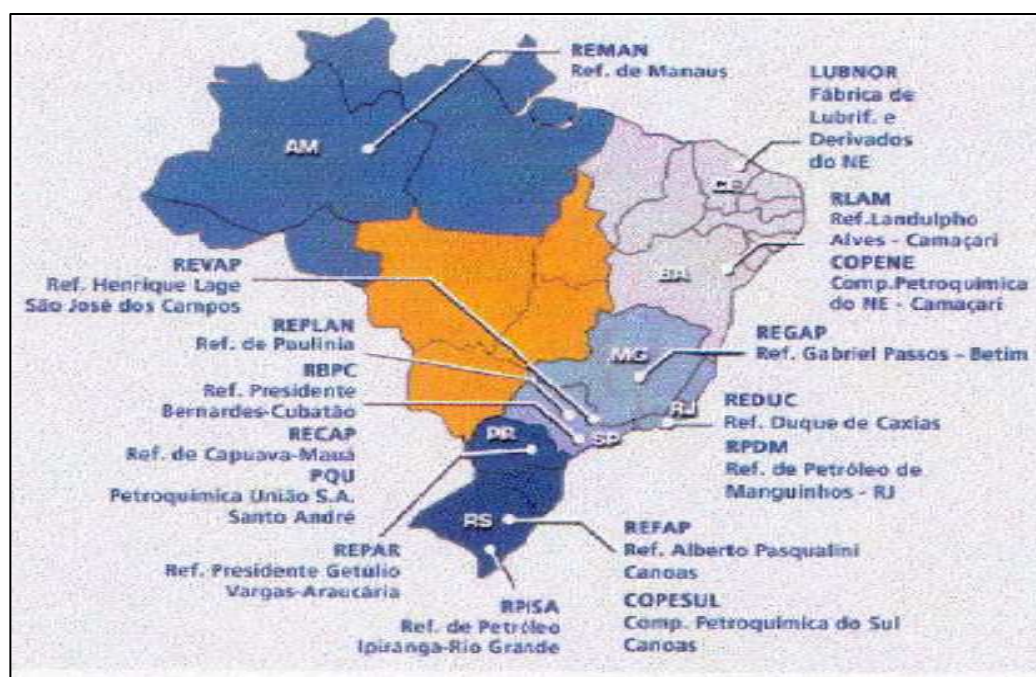 REMAN
Ref. de Manaus
LUBNOR
Fábrica de
Lubrif. e
Derivados
do NE
AM
RLAM
Ref.Landulpho
Alves - Camaçari
COPENE
Comp.Petroquímica
do NE - Camaçari
BA
REVAP
Ref. Henrique Lage
São José dos Campos
REPLAN
Ref. de Paulínia
RBPC
Ref. Presidente
Bernardes-Cubatão
RECAP
Ref. de Capuava-Mauá
PQU
Petroquímica União S.A.
Santo André
REPAR
Ref. Presidente Getúlio
Vargas-Araucária
MG
REGAP
Ref. Gabriel Passos - Betim
RJ
SP
PR
RS
REDUC
Ref. Duque de Caxias
RPDM
Ref. de Petróleo de
Manguinhos - RJ
REFAP
Ref. Alberto Pasqualini
Canoas
COPESUL
Comp. Petroquímica do Sul
Canoas
RPISA
Ref. de Petróleo
Ipiranga-Rio Grande